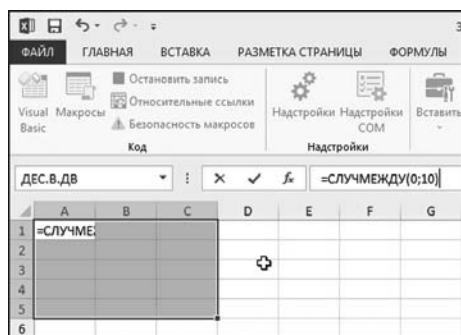 З
ФАЙЛ ГЛАВНАЯ ВСТАВКА РАЗМЕТКА СТРАНИЦЫ ФОРМУЛЫ
Visual Basic
Макросы
Остановить запись
Относительные ссылки
Безопасность макросов
Код
Надстройки
Надстройки COM
Надстройки
Вставить
ДЕС.В.ДВ
fx
=СЛУЧМЕЖДУ(0;10)
A B C D E F G
1 =СЛУЧМЕ
2
3
4
5
6